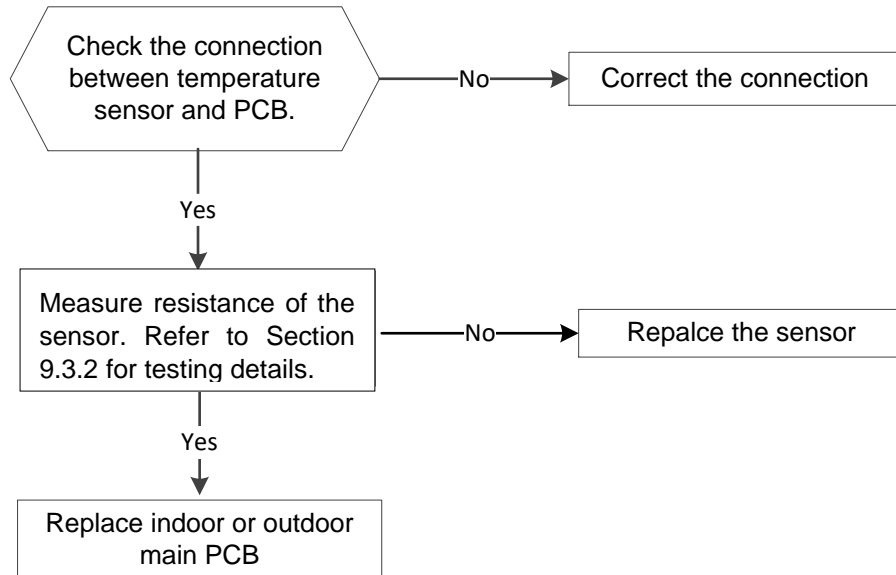 Check the connection
between temperature
sensor and PCB.
No
Correct the connection
Yes
Measure resistance of the
sensor. Refer to Section
9.3.2 for testing details.
No
Repalce the sensor
Yes
Replace indoor or outdoor
main PCB